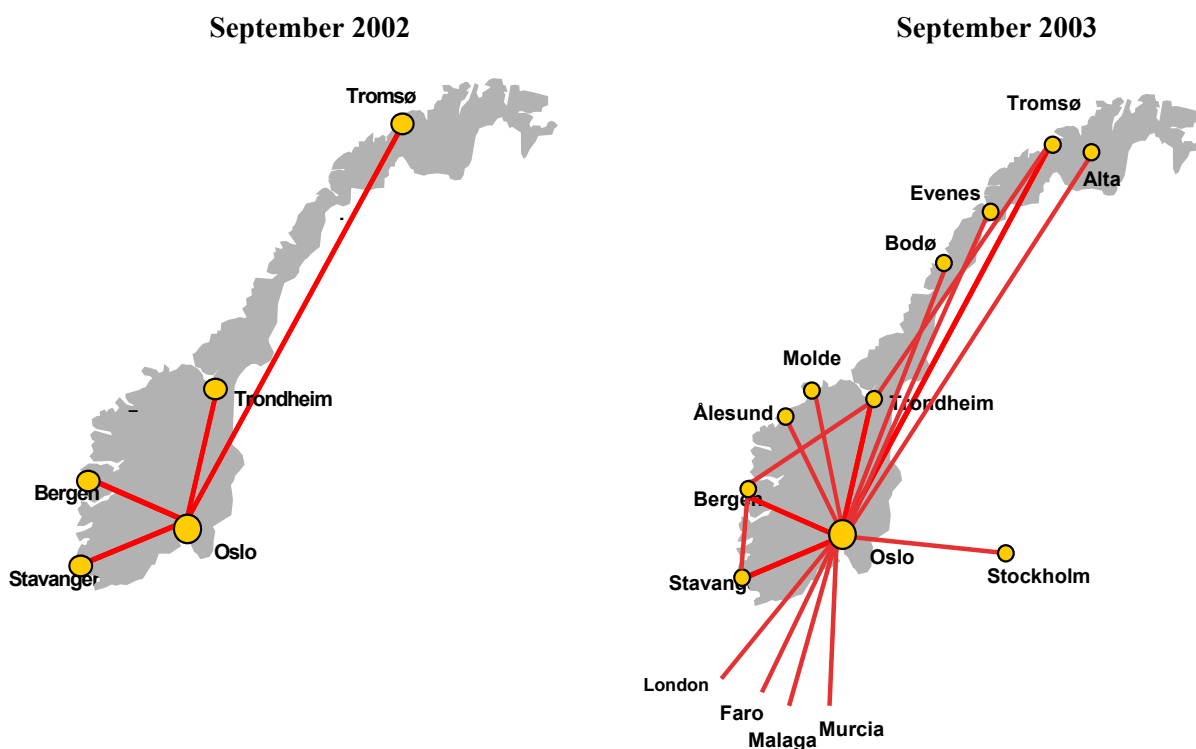 September 2002
Tromsø
Trondheim
Bergen
Oslo
Stavanger
September 2003
Tromsø
Alta
Evenes
Bodø
Molde
Trondheim
Ålesund
Bergen
Oslo
Stavang
Stockholm
London
Faro
Murcia
Malaga